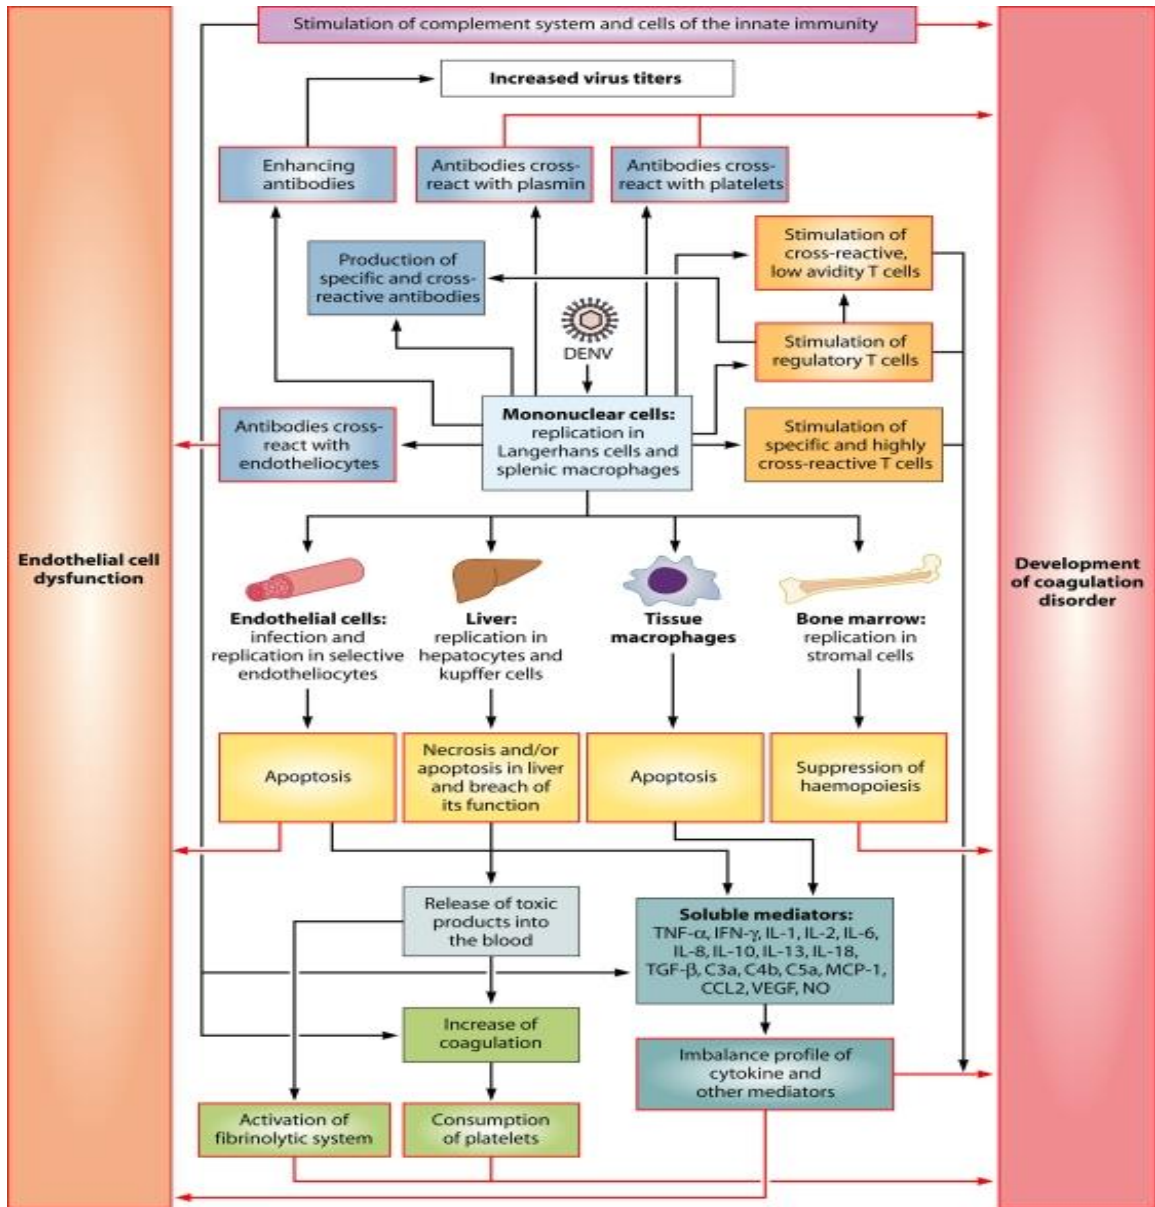 Stimulation of complement system and cells of the innate immunity
Increased virus titers
Enhancing
antibodies
Antibodies cross-
react with plasmin
Antibodies cross-
react with platelets
Stimulation of
cross-reactive,
low avidity T cells
Production of
specific and cross-
reactive antibodies
DENV
Stimulation of
regulatory T cells
Mononuclear cells:
replication in
Langerhans cells and
splenic macrophages
Antibodies cross-
react with
endotheliocytes
Stimulation of
specific and highly
cross-reactive T cells
Endothelial cell
dysfunction
Development
of coagulation
disorder
Endothelial cells:
infection and
replication in selective
endotheliocytes
Liver:
replication in
hepatocytes and
kupffer cells
Tissue
macrophages
Bone marrow:
replication in
stromal cells
Apoptosis
Necrosis and/or
apoptosis in liver
and breach of
its function
Apoptosis
Suppression of
haemopoiesis
Release of toxic
products into
the blood
Soluble mediators:
TNF-α, IFN-γ, IL-1, IL-2, IL-6,
IL-8, IL-10, IL-13, IL-18,
TGF-β, C3a, C4b, C5a, MCP-1,
CCL2, VEGF, NO
Increase of
coagulation
Imbalance profile of
cytokine and
other mediators
Activation of
fibrinolytic system
Consumption
of platelets